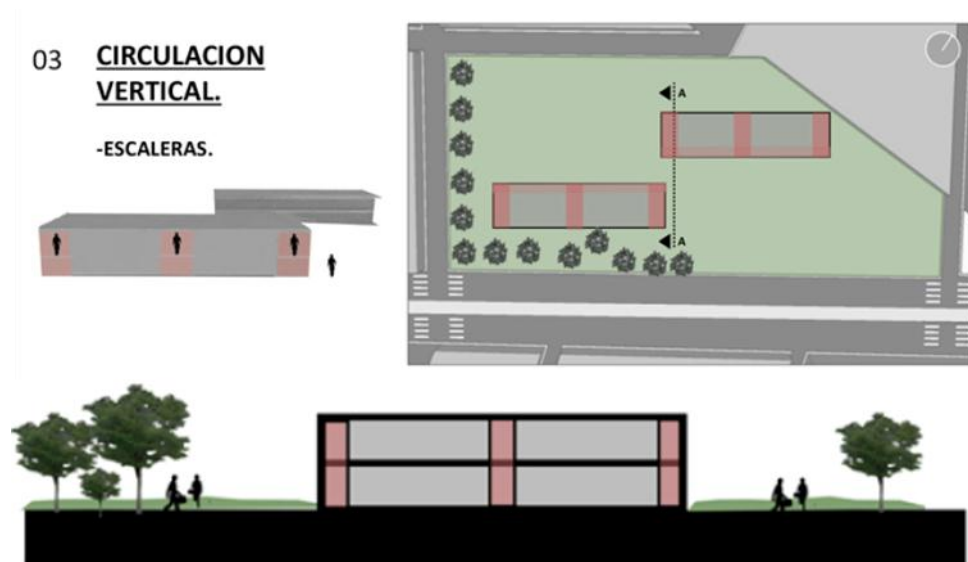 03 CIRCULACION
VERTICAL.
-ESCALERAS.
A
A